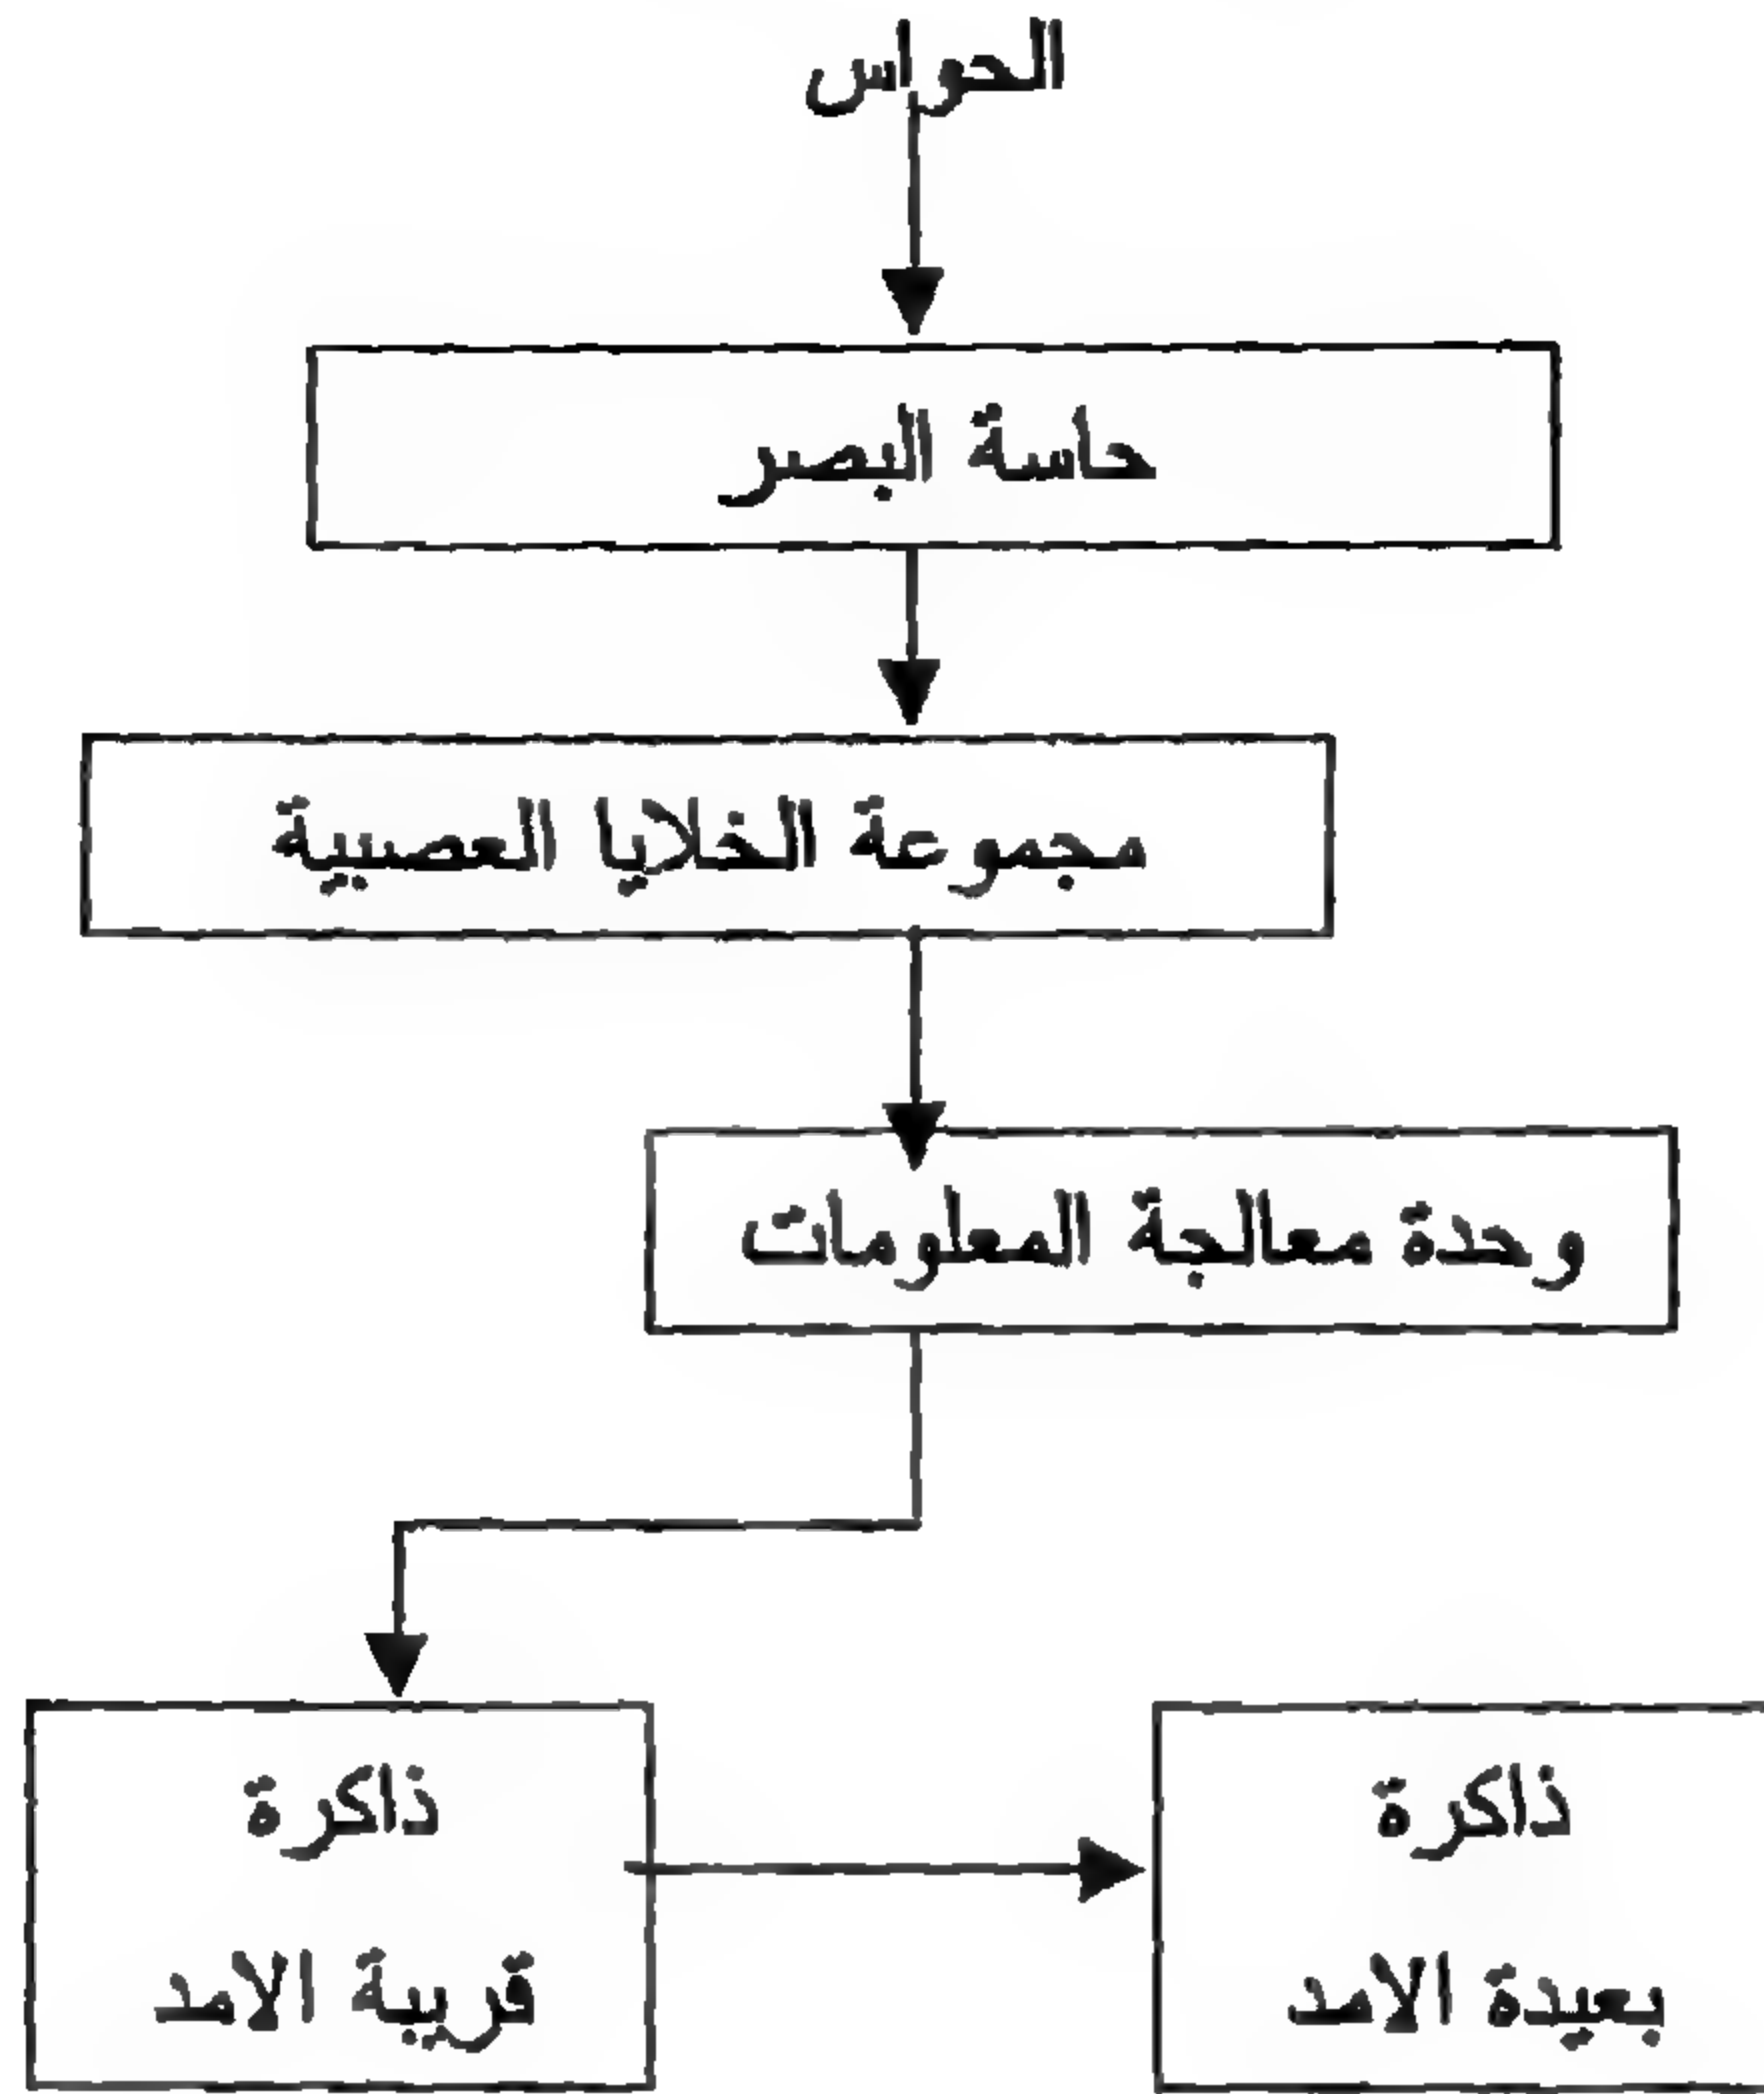 الحواس
حاسة البصر
مجموعة الخلايا العصبية
وحدة معالجة المعلومات
ذاكرة
قريبة الامد
ذاكرة
بعيدة الامد